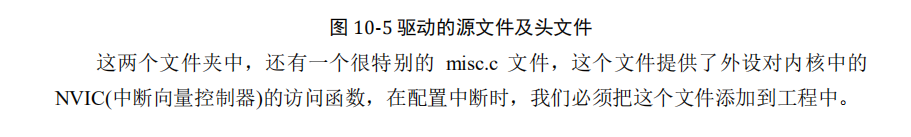 图 10-5 驱动的源文件及头文件
这两个文件夹中，还有一个很特别的 misc.c 文件，这个文件提供了外设对内核中的
NVIC(中断向量控制器)的访问函数，在配置中断时，我们必须把这个文件添加到工程中。